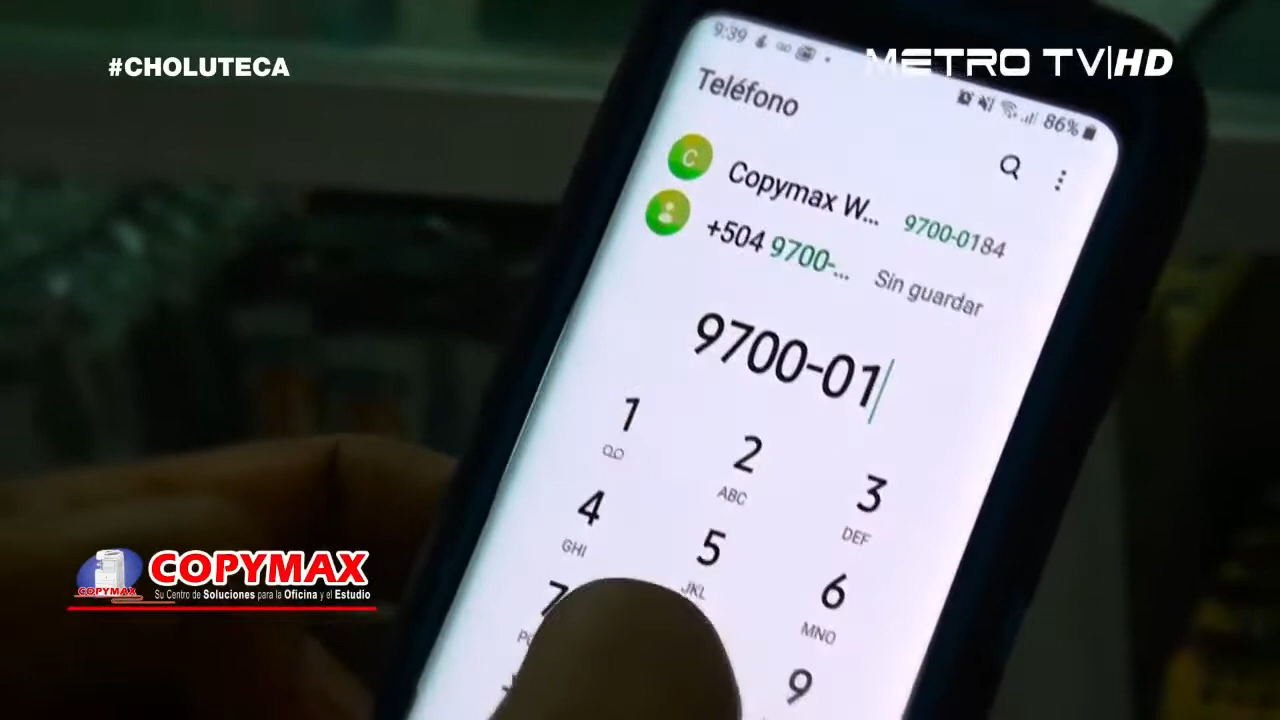 #CHOLUTECA
METRO TV|HD
9:39
86%
Teléfono
C
Copymax W... 9700-0184
+504 9700-... Sin guardar
9700-01
1
2
ABC
3
DEF
4
GHI
5
JKL
6
MNO
7
9
COPYMAX
COPYMAX
Su Centro de Soluciones para la Oficina y el Estudio